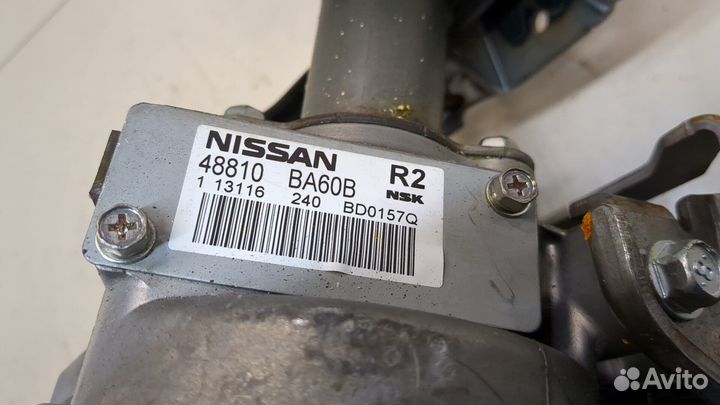 NISSAN
48810 BA60B R2
NSK
1 13116 240 BD0157Q
Avito